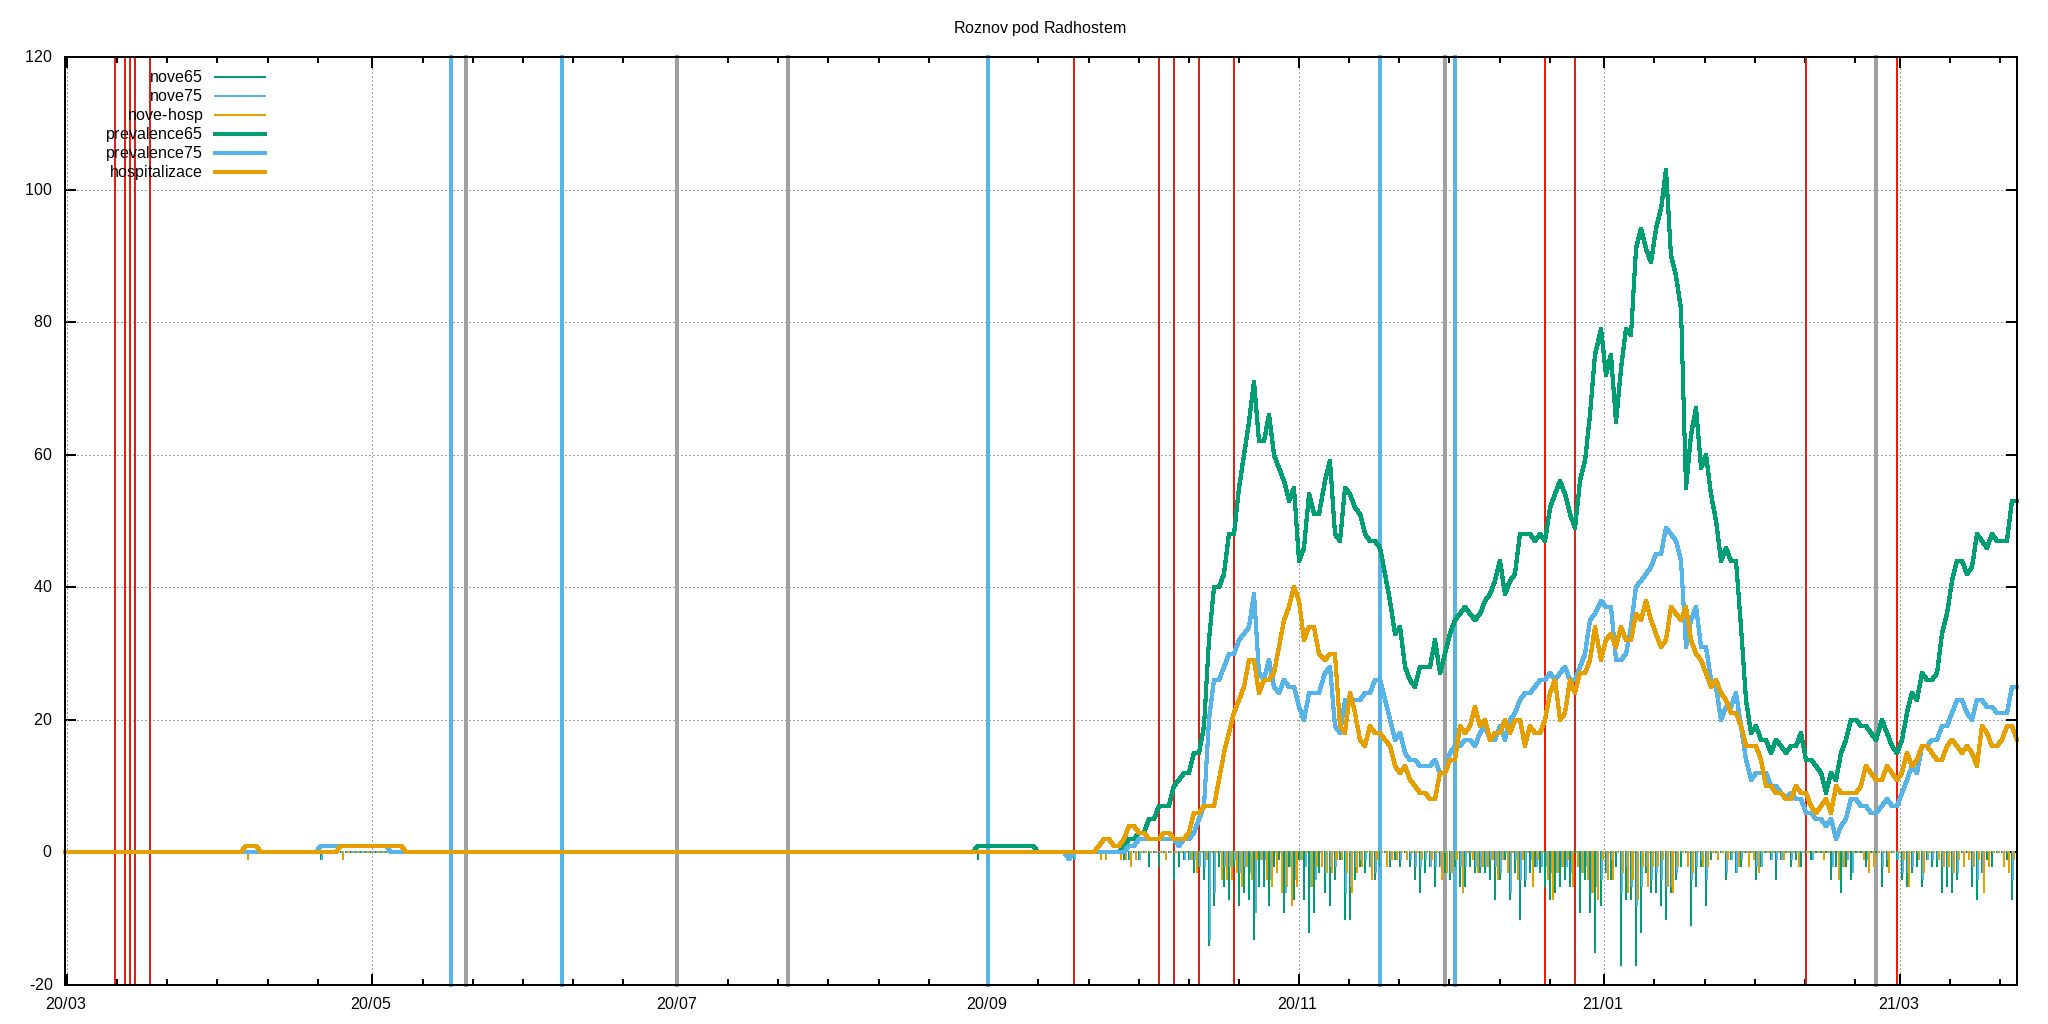 Roznov pod Radhostem
120
100
80
60
40
20
0
-20
nove65
nove75
nove-hosp
prevalence65
prevalence75
hospitalizace
20/03 20/05 20/07 20/09 20/11 21/01 21/03